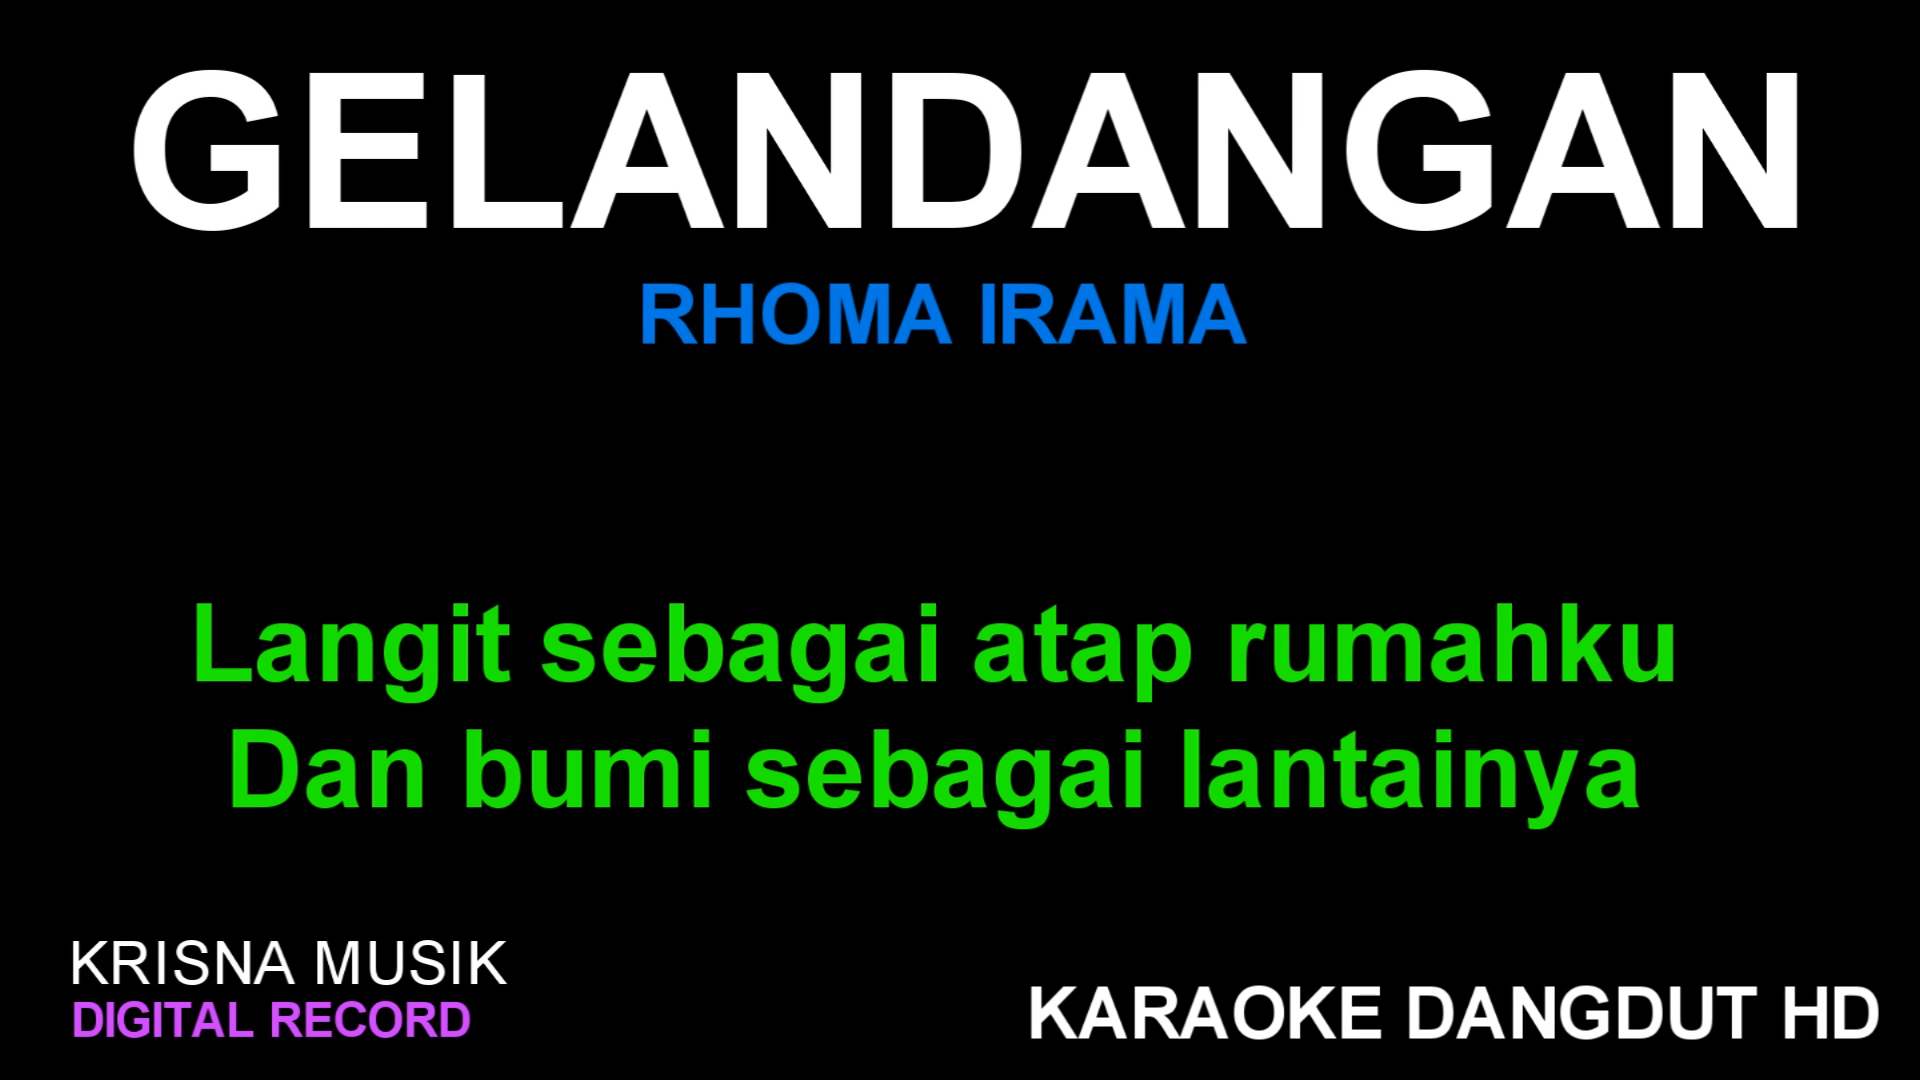 GELANDANGAN
RHOMA IRAMA
Langit sebagai atap rumahku
Dan bumi sebagai lantainya
KRISNA MUSIK
DIGITAL RECORD
KARAOKE DANGDUT HD